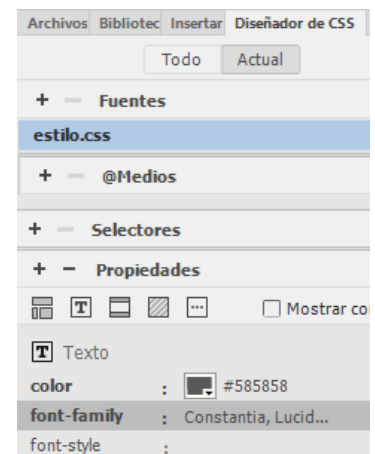 Archivos Bibliotec Insertar Diseñador de CSS
Todo Actual
+ — Fuentes
estilo.css
+ — @Medios
+ — Selectores
+ − Propiedades
T ☐ Mostrar co
T Texto
color : #585858
font-family : Constantia, Lucid...
font-style :